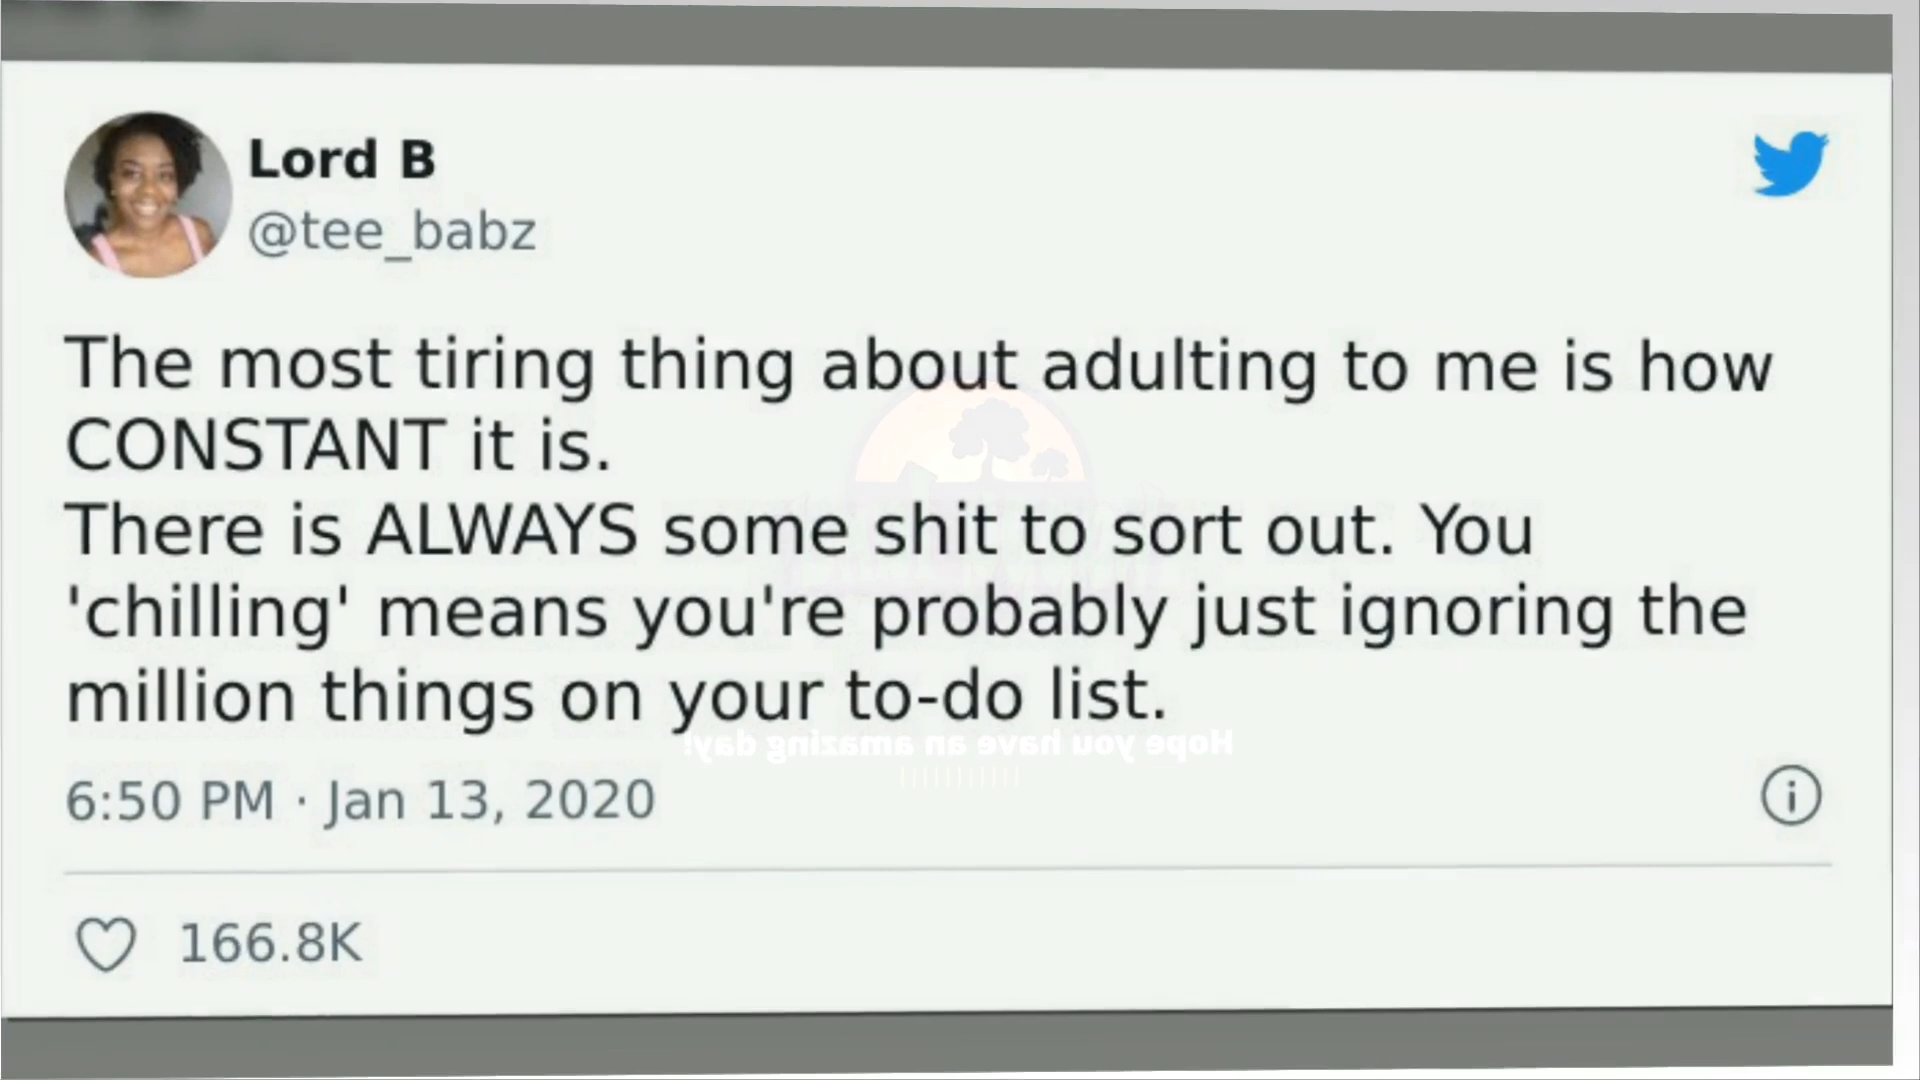 Lord B
@tee_babz
The most tiring thing about adulting to me is how
CONSTANT it is.
There is ALWAYS some shit to sort out. You
'chilling' means you're probably just ignoring the
million things on your to-do list.
Hope you have an amazing day!
6:50 PM · Jan 13, 2020
166.8K